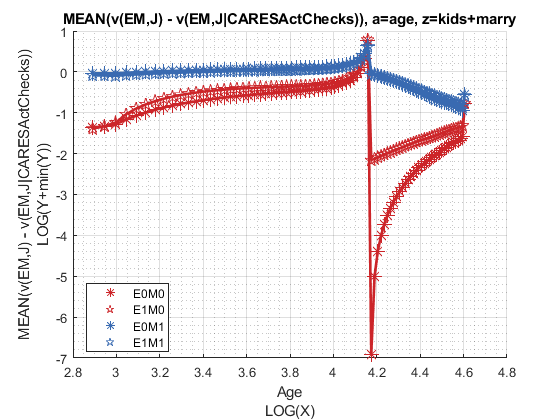 MEAN(v(EM,J) - v(EM,J|CARESActChecks)), a=age, z=kids+marry
MEAN(v(EM,J) - v(EM,J|CARESActChecks))
LOG(Y+min(Y))
1
0
-1
-2
-3
-4
-5
-6
-7
E0M0
E1M0
E0M1
E1M1
2.8 3 3.2 3.4 3.6 3.8 4 4.2 4.4 4.6 4.8
Age
LOG(X)